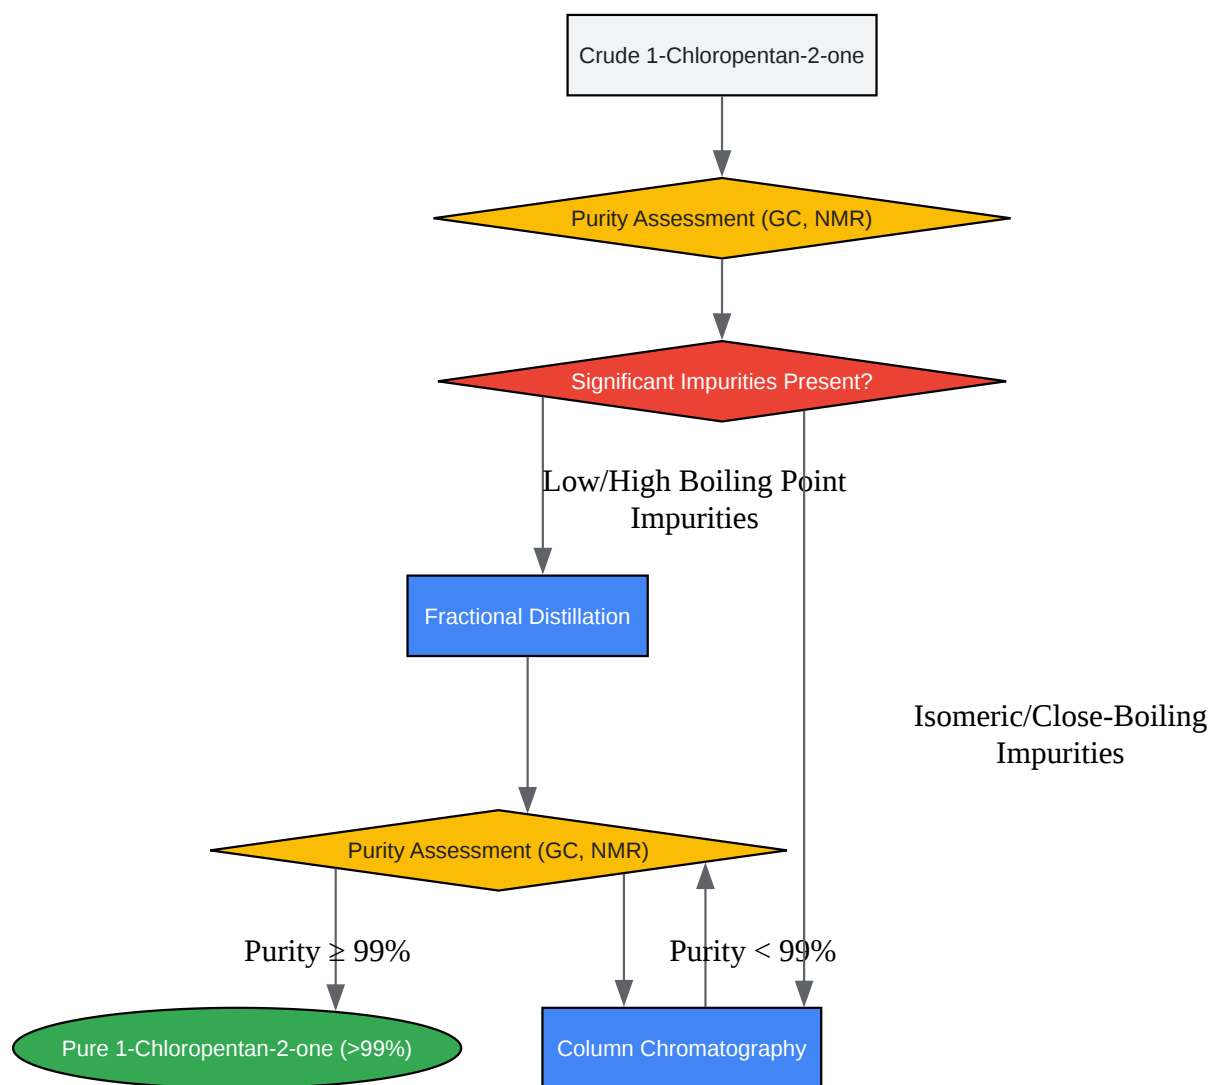 Crude 1-Chloropentan-2-one
Purity Assessment (GC, NMR)
Significant Impurities Present?
Low/High Boiling Point
Impurities
Fractional Distillation
Isomeric/Close-Boiling
Impurities
Purity Assessment (GC, NMR)
Purity ≥ 99%
Purity < 99%
Pure 1-Chloropentan-2-one (>99%)
Column Chromatography